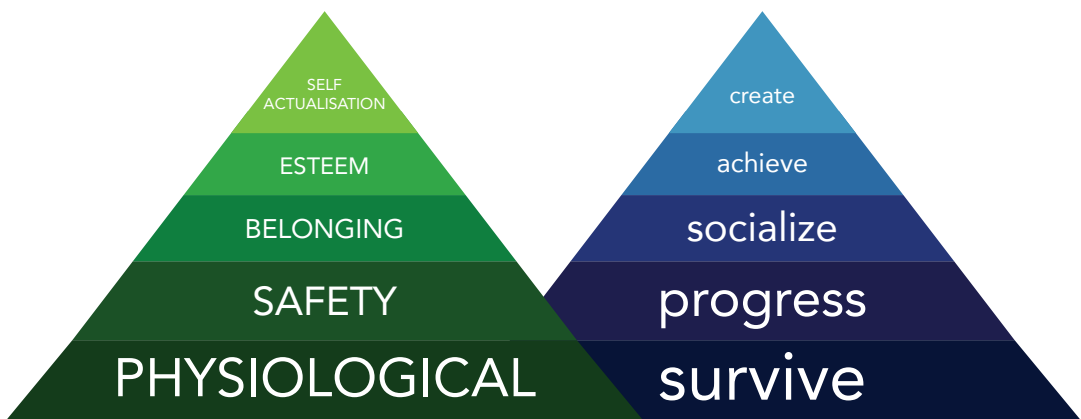 SELF
ACTUALISATION
ESTEEM
BELONGING
SAFETY
PHYSIOLOGICAL
create
achieve
socialize
progress
survive